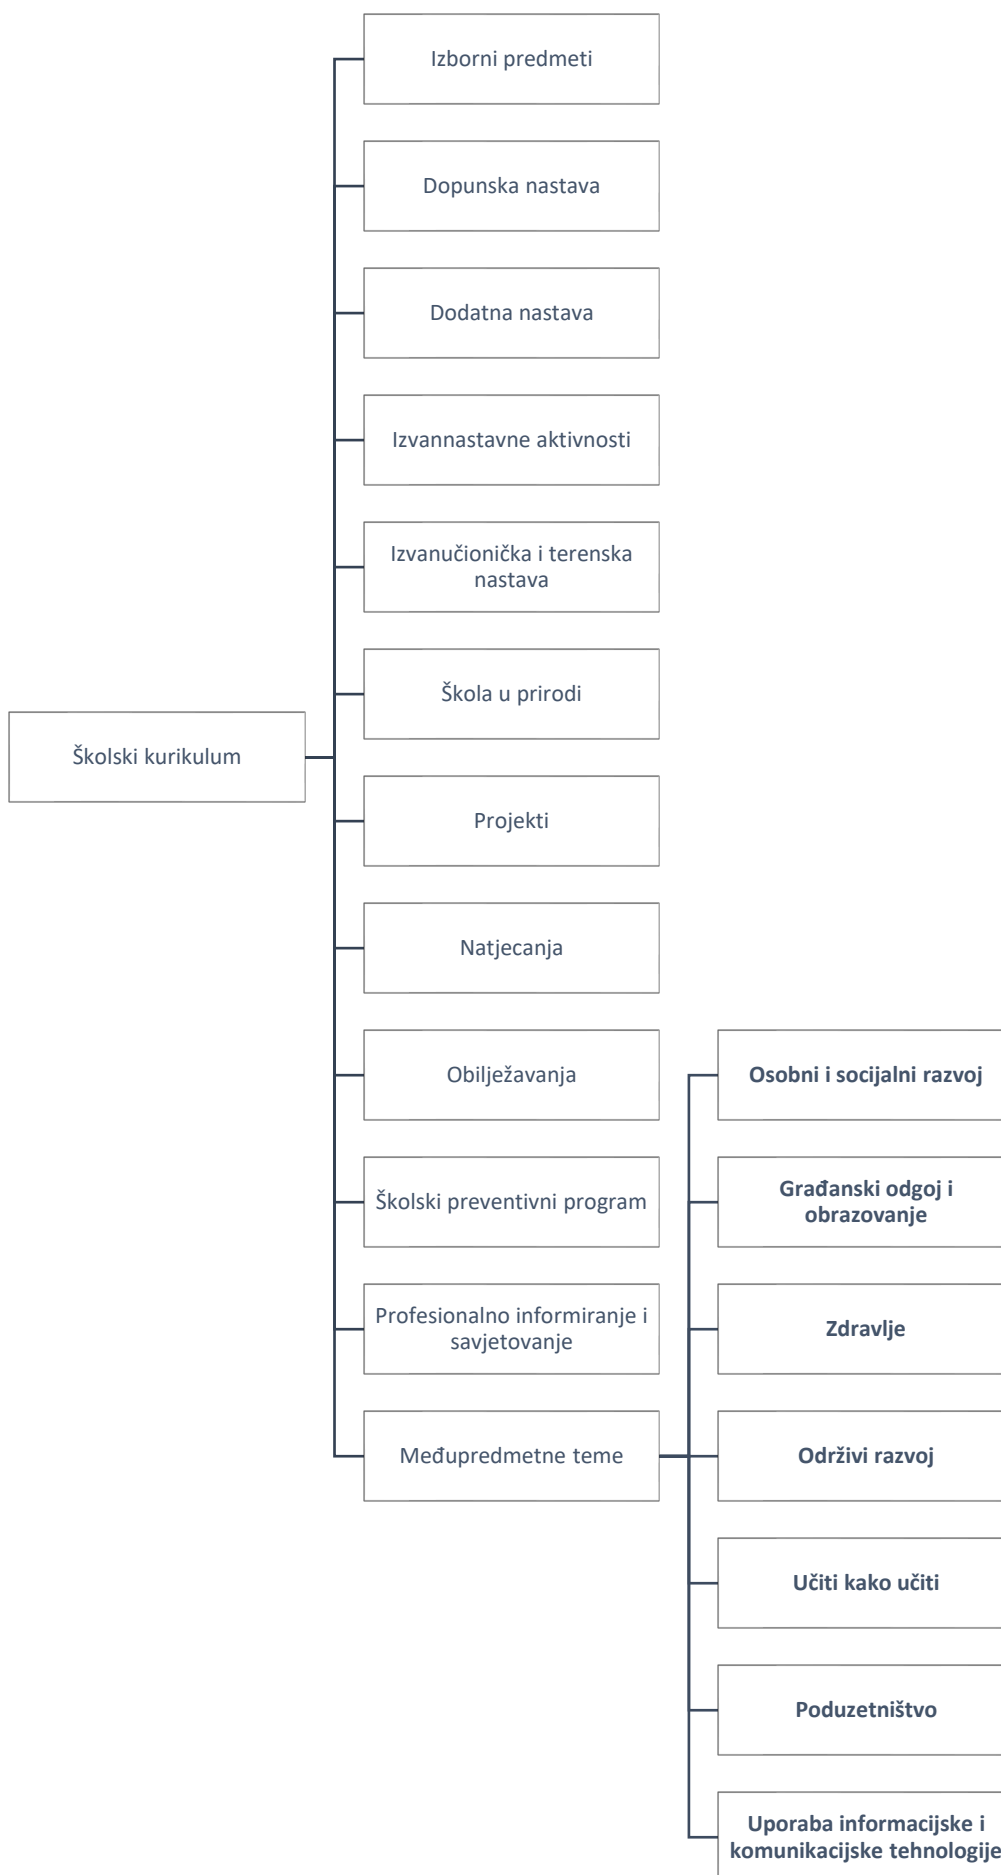 Školski kurikulum
Izborni predmeti
Dopunska nastava
Dodatna nastava
Izvannastavne aktivnosti
Izvanučionička i terenska
nastava
Škola u prirodi
Projekti
Natjecanja
Obilježavanja
Školski preventivni program
Profesionalno informiranje i
savjetovanje
Međupredmetne teme
Osobni i socijalni razvoj
Građanski odgoj i
obrazovanje
Zdravlje
Održivi razvoj
Učiti kako učiti
Poduzetništvo
Uporaba informacijske i
komunikacijske tehnologije